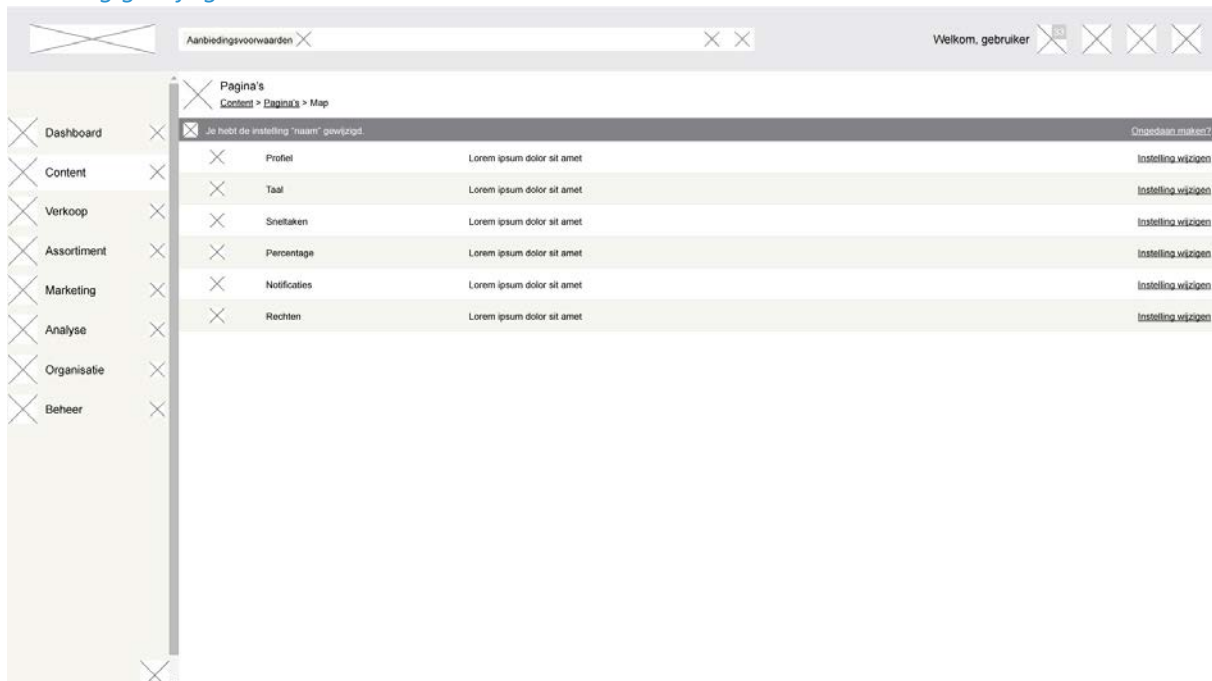 Aanbiedingsvoorwaarden
Welkom, gebruiker
33
Pagina's
Content > Pagina's > Map
Je hebt de instelling "naam" gewijzigd. Ongedaan maken?
Dashboard
Content
Verkoop
Assortiment
Marketing
Analyse
Organisatie
Beheer
Profiel Lorem ipsum dolor sit amet Instelling wijzigen
Taal Lorem ipsum dolor sit amet Instelling wijzigen
Sneltaken Lorem ipsum dolor sit amet Instelling wijzigen
Percentage Lorem ipsum dolor sit amet Instelling wijzigen
Notificaties Lorem ipsum dolor sit amet Instelling wijzigen
Rechten Lorem ipsum dolor sit amet Instelling wijzigen